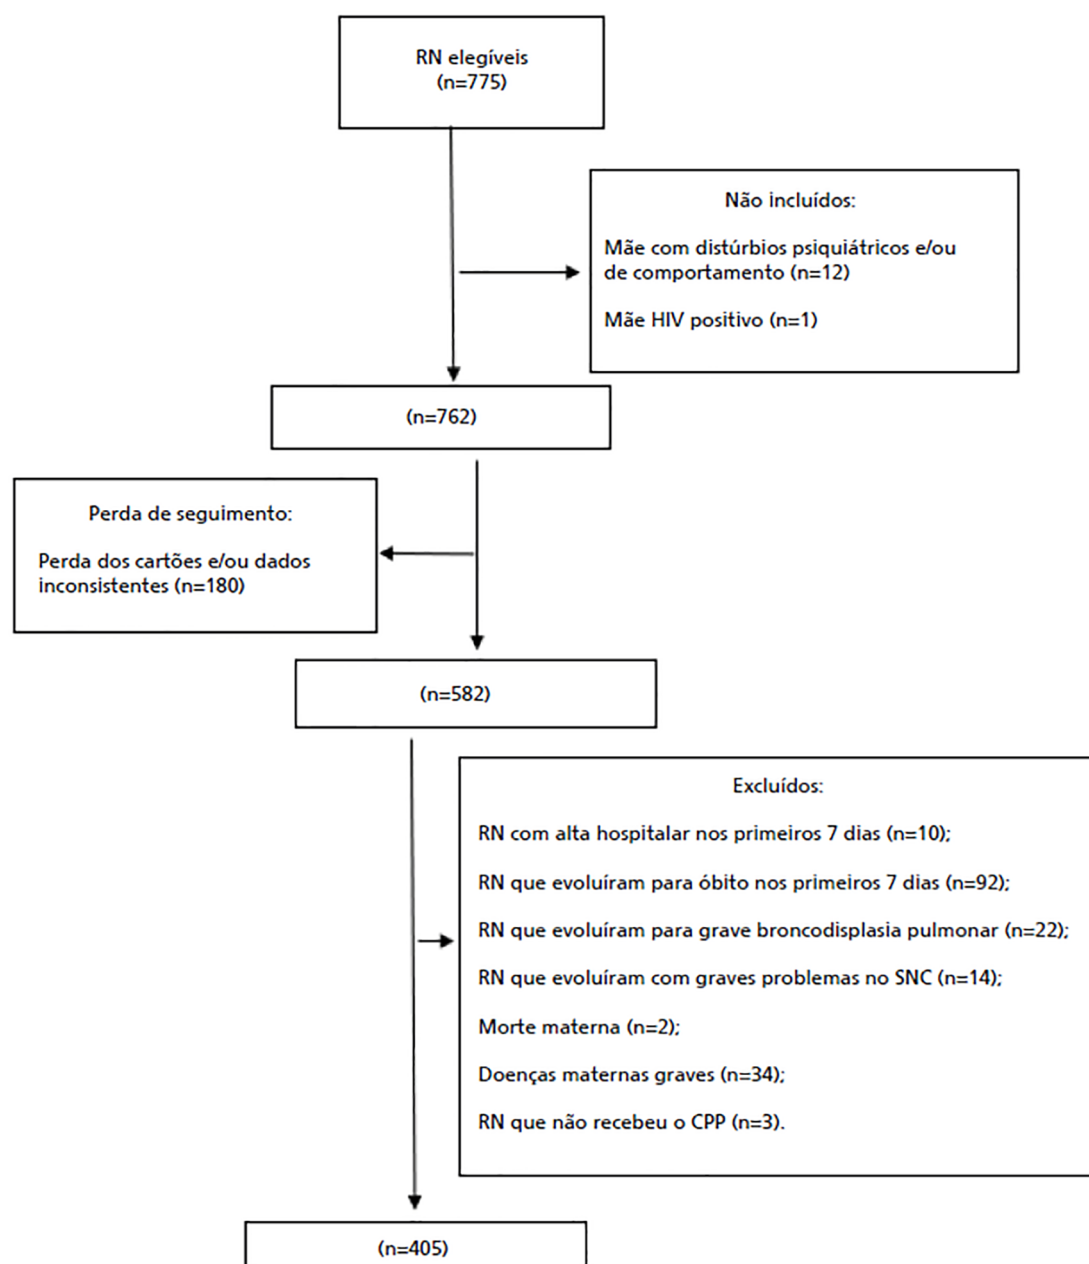 RN elegíveis
(n=775)
Não incluídos:
Mãe com distúrbios psiquiátricos e/ou
de comportamento (n=12)
Mãe HIV positivo (n=1)
(n=762)
Perda de seguimento:
Perda dos cartões e/ou dados
inconsistentes (n=180)
(n=582)
Excluídos:
RN com alta hospitalar nos primeiros 7 dias (n=10);
RN que evoluíram para óbito nos primeiros 7 dias (n=92);
RN que evoluíram para grave broncodisplasia pulmonar (n=22);
RN que evoluíram com graves problemas no SNC (n=14);
Morte materna (n=2);
Doenças maternas graves (n=34);
RN que não recebeu o CPP (n=3).
(n=405)